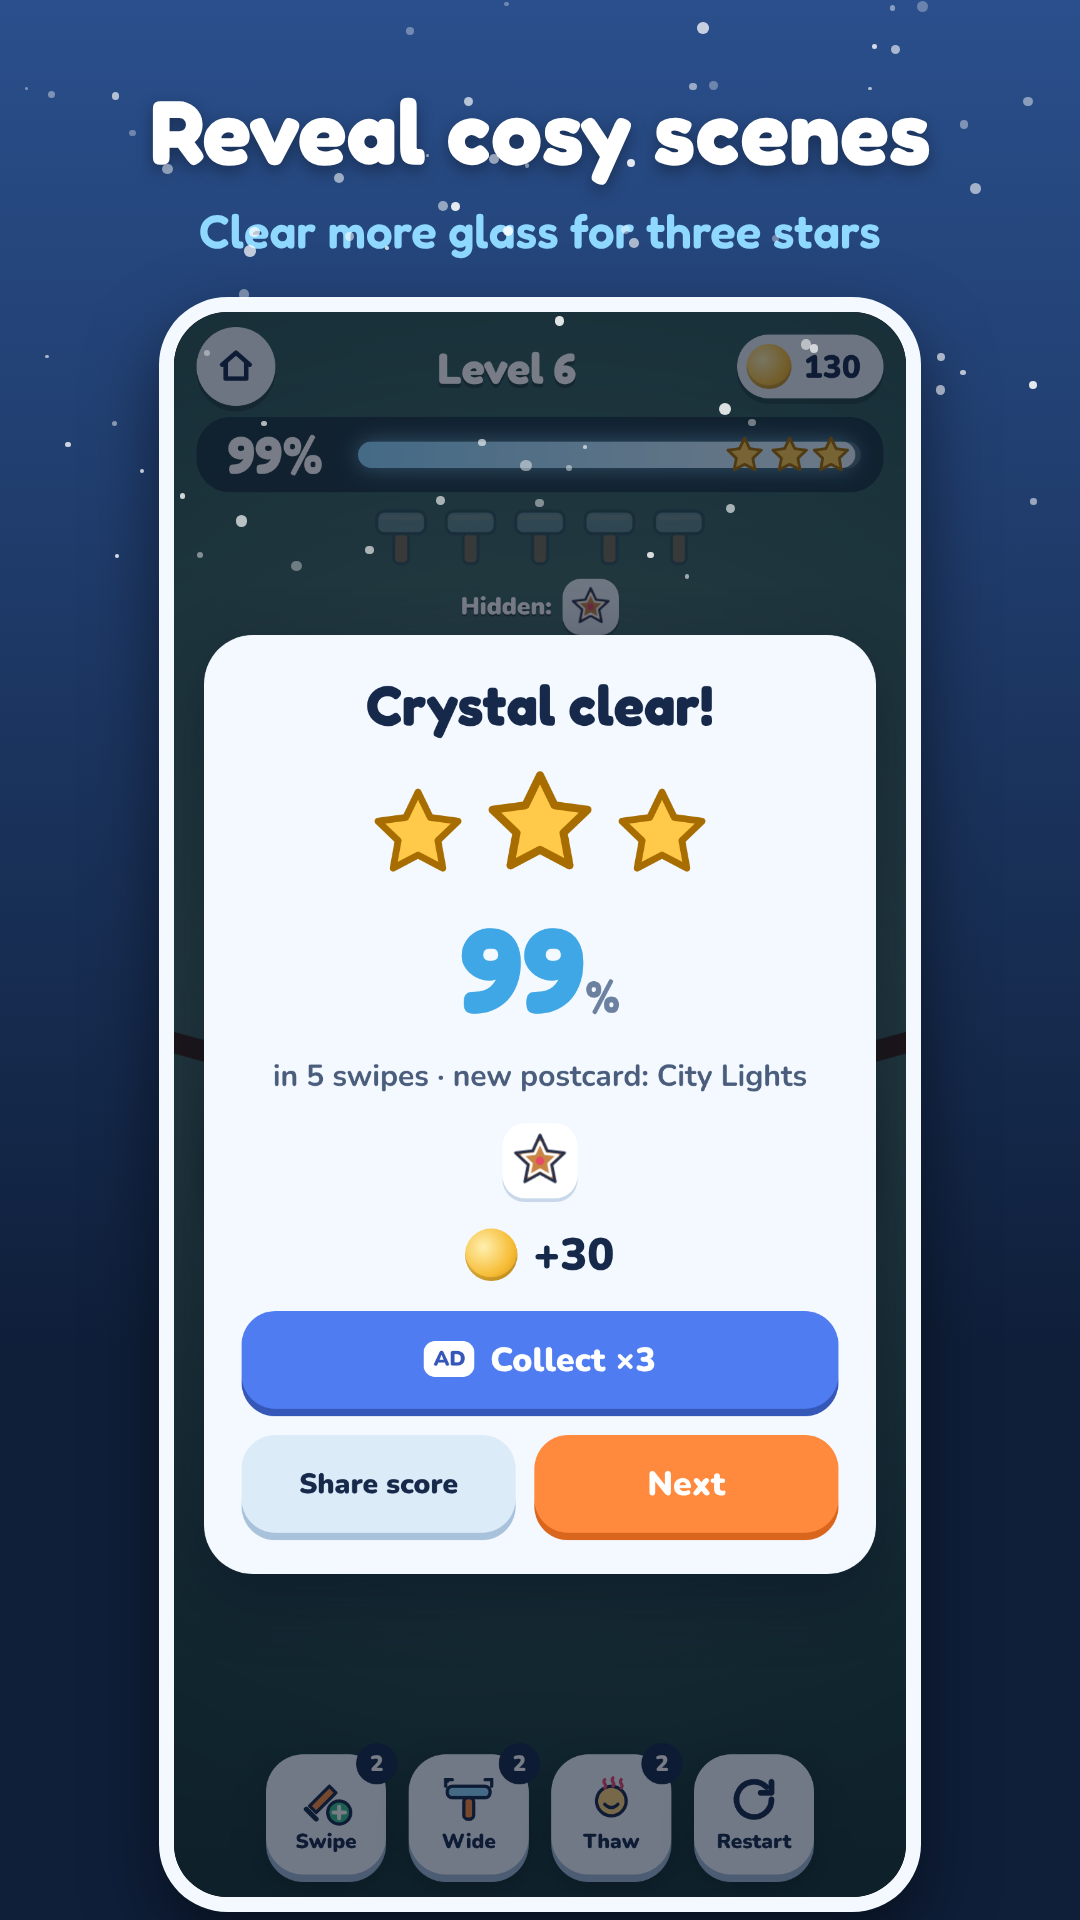 Reveal cosy scenes
Clear more glass for three stars
Level 6
130
99%
Hidden:
Crystal clear!
99%
in 5 swipes · new postcard: City Lights
+30
AD Collect ×3
Share score
Next
2
2
2
Swipe
Wide
Thaw
Restart